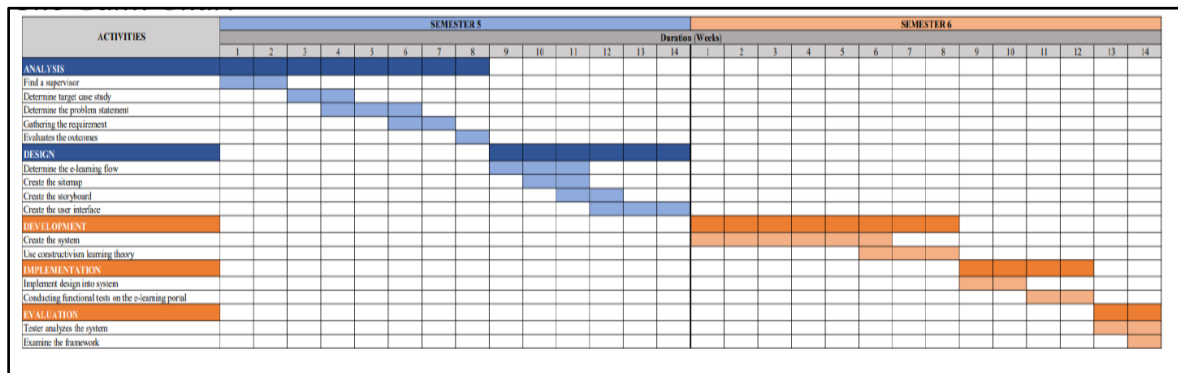 SEMESTER 5 SEMESTER 6
ACTIVITIES
Duration (Weeks)
1 2 3 4 5 6 7 8 9 10 11 12 13 14 1 2 3 4 5 6 7 8 9 10 11 12 13 14
ANALYSIS
Find a supervisor
Determine target case study
Determine the problem statement
Gathering the requirement
Evaluates the outcomes
DESIGN
Determine the e-learning flow
Create the sitemap
Create the storyboard
Create the user interface
DEVELOPMENT
Create the system
Use constructivism learning theory
IMPLEMENTATION
Implement design into system
Conducting functional tests on the e-learning portal
EVALUATION
Tester analyzes the system
Examine the framework